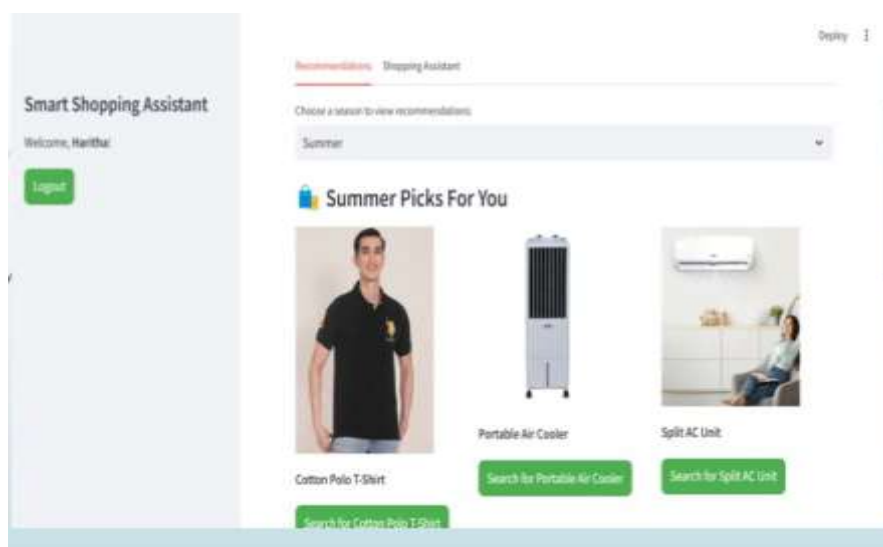 Deploy
Recommendations Shopping Assistant
Smart Shopping Assistant
Choose a season to view recommendations:
Welcome, Haritha!
Summer
Logout
Summer Picks For You
Portable Air Cooler
Split AC Unit
Cotton Polo T-Shirt
Search for Portable Air Cooler
Search for Split AC Unit
Search for Cotton Polo T-Shirt